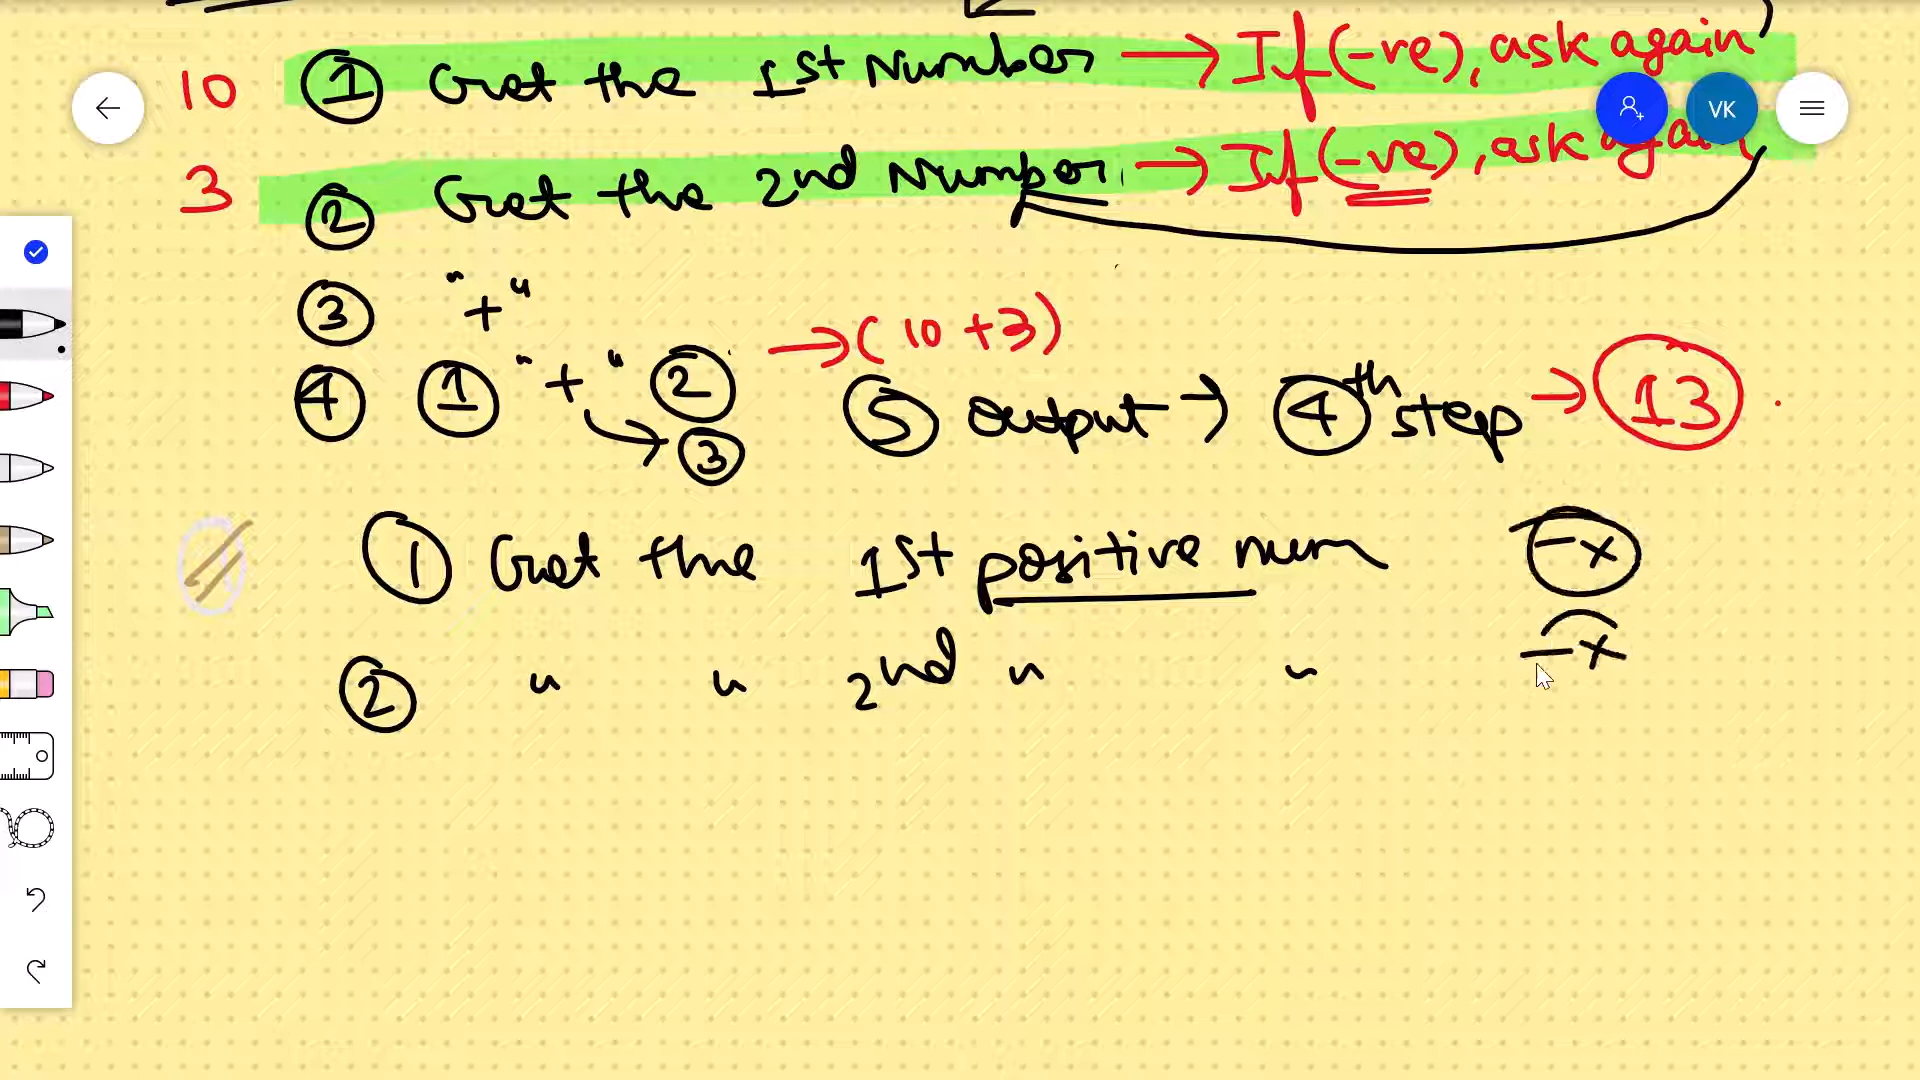 10 ① Get the 1st Number → If (-ve), ask again
VK
3 ② Get the 2nd Number. → If (-ve), ask again
③ "+"
④ ① "+" ② → (10 + 3)
③
⑤ output → ④th step → 13
① Get the 1st positive num -x
② " " 2nd " " -x